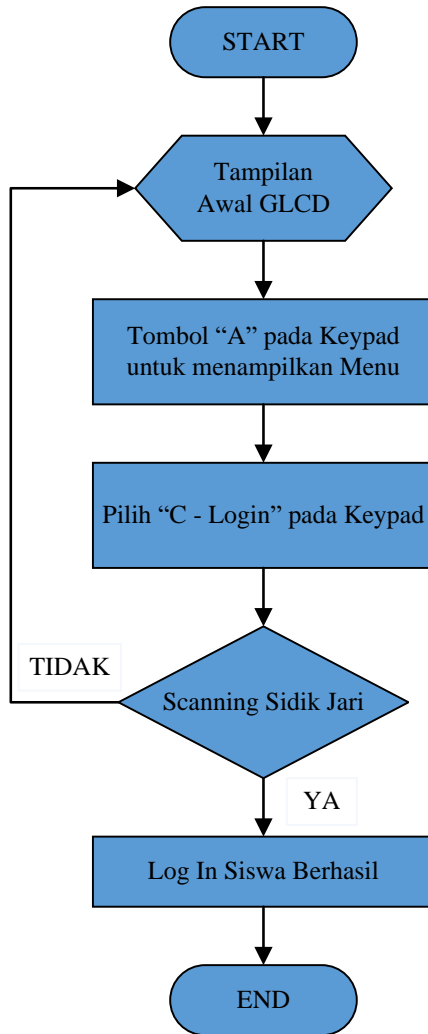 START
Tampilan
Awal GLCD
Tombol “A” pada Keypad
untuk menampilkan Menu
Pilih “C - Login” pada Keypad
TIDAK
Scanning Sidik Jari
YA
Log In Siswa Berhasil
END